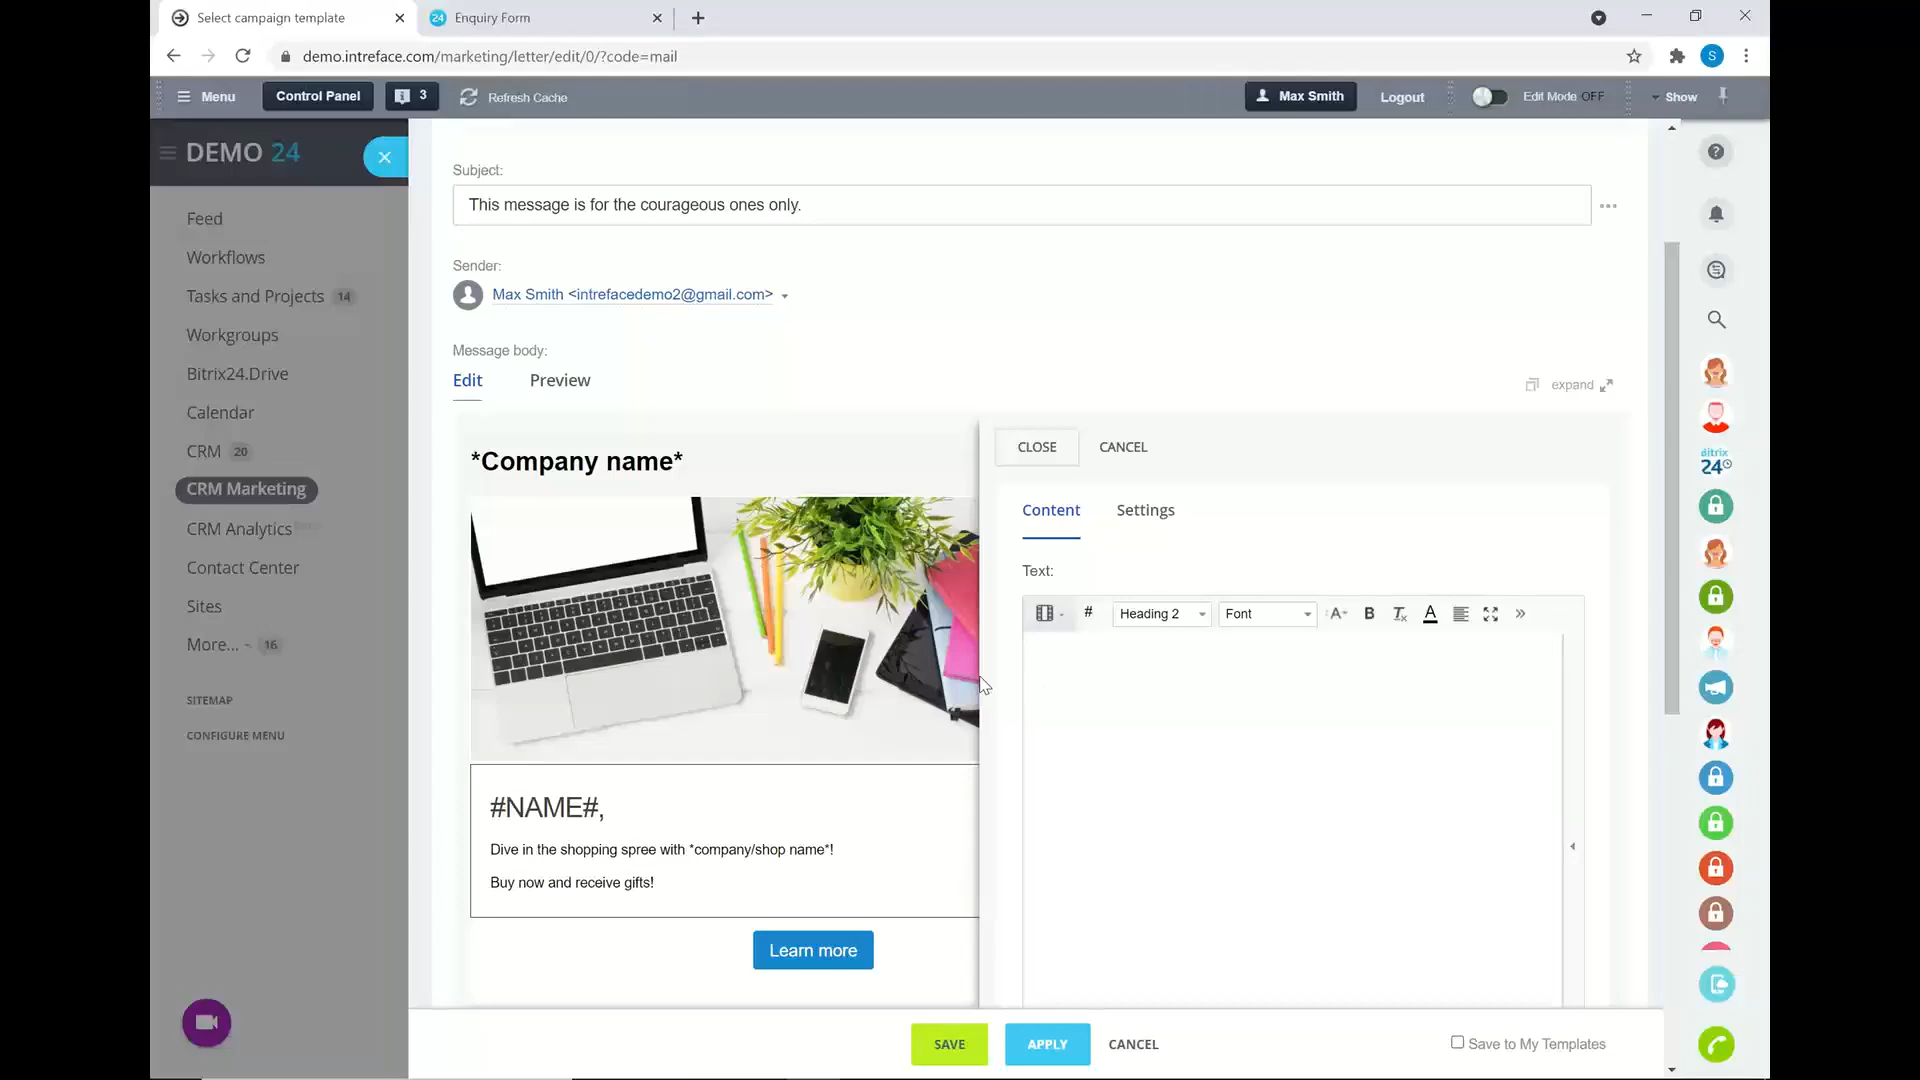 Select campaign template
24 Enquiry Form
demo.intreface.com/marketing/letter/edit/0/?code=mail
S
Menu
Control Panel
3
Refresh Cache
Max Smith
Logout
Edit Mode OFF
Show
DEMO 24
Feed
Workflows
Tasks and Projects 14
Workgroups
Bitrix24.Drive
Calendar
CRM 20
CRM Marketing
CRM Analytics
Contact Center
Sites
More... 16
SITEMAP
CONFIGURE MENU
Subject:
This message is for the courageous ones only.
Sender:
Max Smith <intrefacedemo2@gmail.com>
Message body:
Edit
Preview
expand
*Company name*
#NAME#,
Dive in the shopping spree with *company/shop name*!
Buy now and receive gifts!
Learn more
CLOSE
CANCEL
Content
Settings
Text:
#
Heading 2
Font
A
B
T
A
SAVE
APPLY
CANCEL
Save to My Templates
Bitrix
24